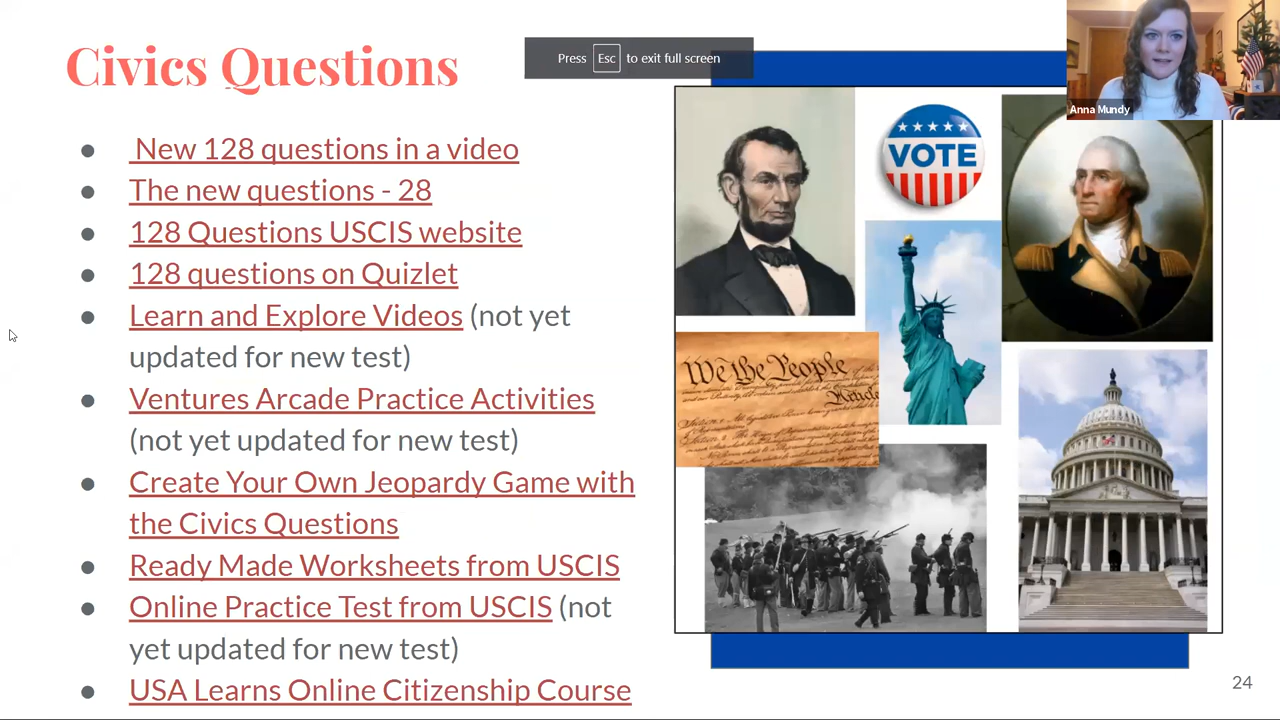 Civics Questions
Press Esc to exit full screen
Anna Mundy
● New 128 questions in a video
● The new questions - 28
● 128 Questions USCIS website
● 128 questions on Quizlet
● Learn and Explore Videos (not yet
updated for new test)
● Ventures Arcade Practice Activities
(not yet updated for new test)
● Create Your Own Jeopardy Game with
the Civics Questions
● Ready Made Worksheets from USCIS
● Online Practice Test from USCIS (not
yet updated for new test)
● USA Learns Online Citizenship Course
VOTE
We the People
Article
24